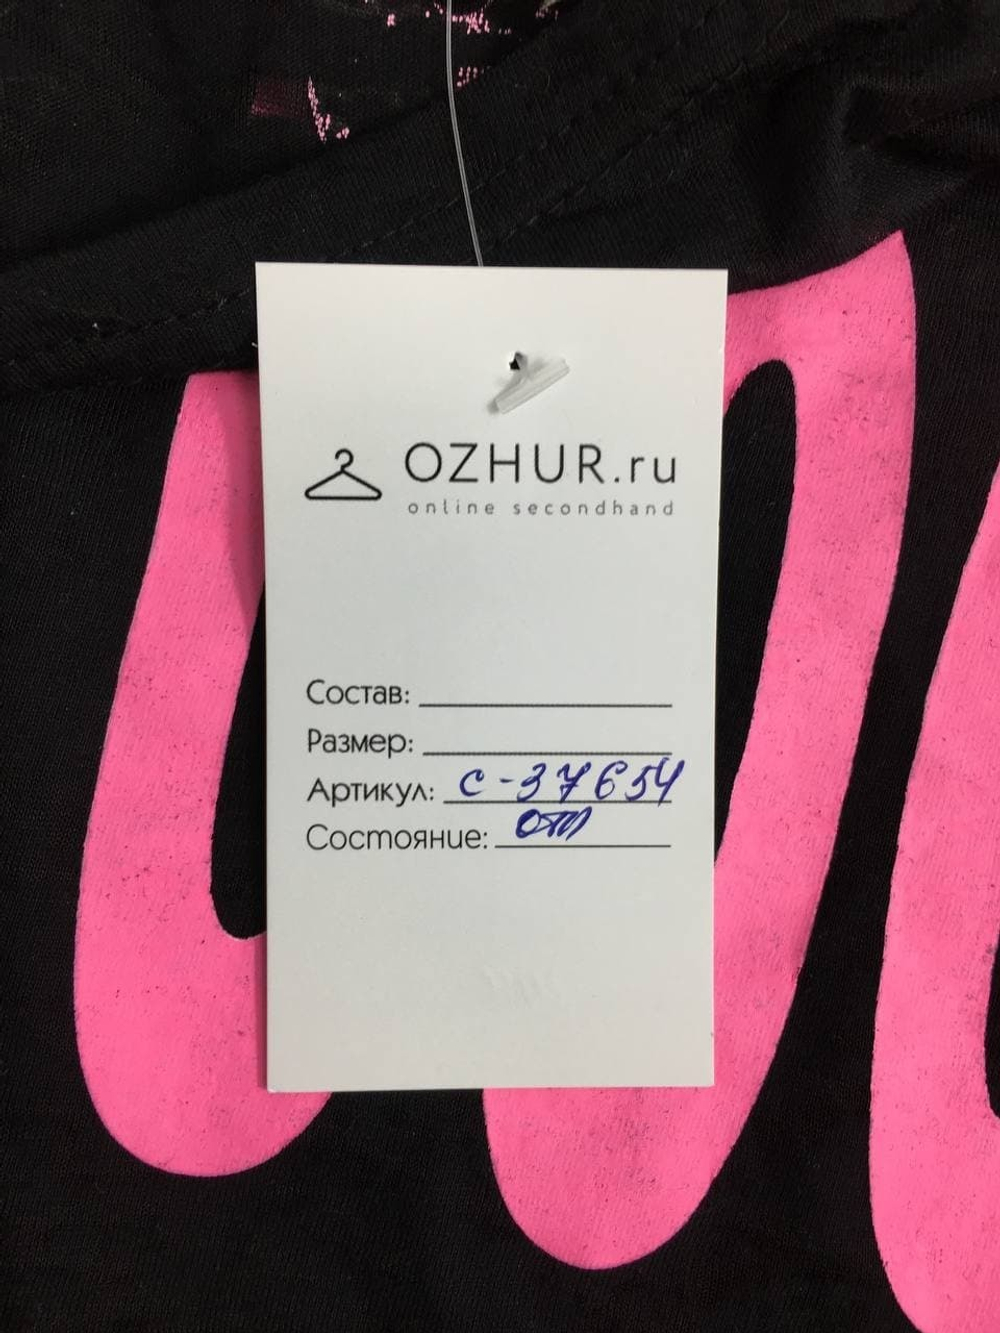 OZHUR.ru
online secondhand
Состав:
Размер:
Артикул: с-37654
Состояние: отл